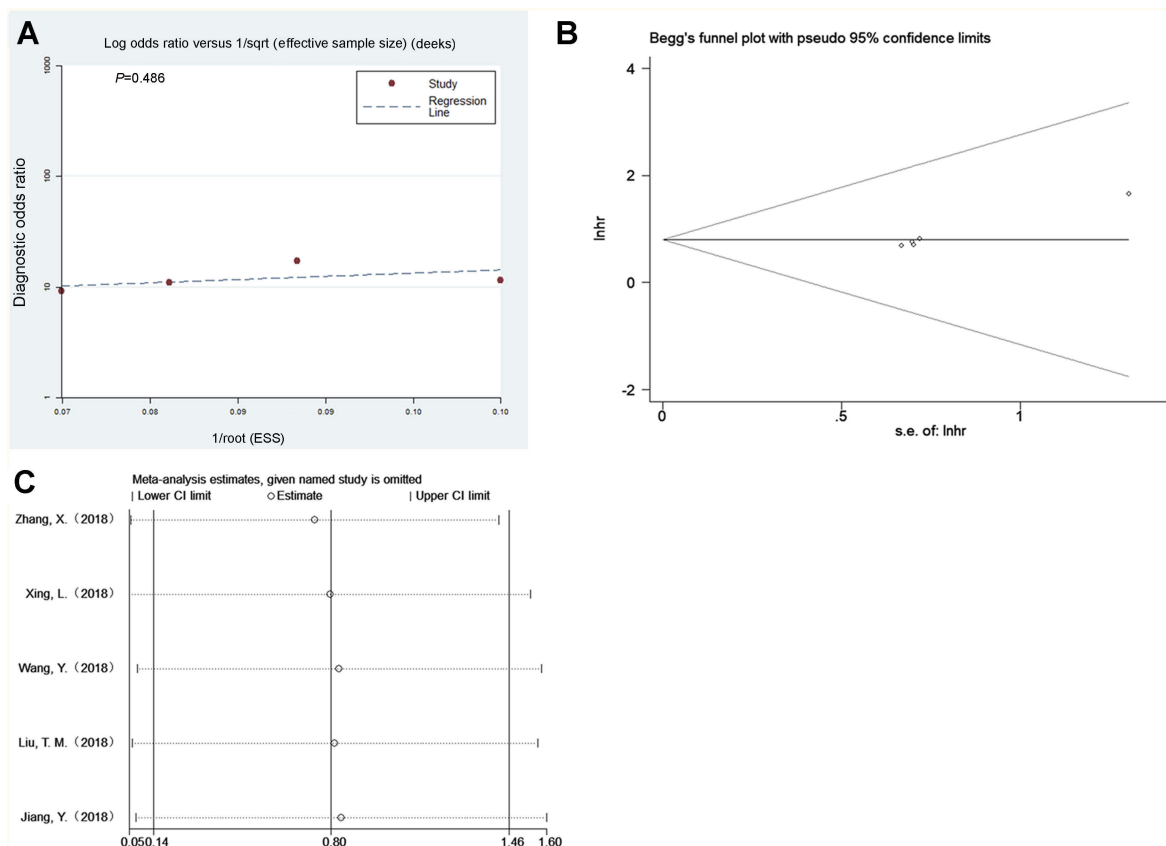 A
Log odds ratio versus 1/sqrt (effective sample size) (deeks)
P=0.486
Study
Regression
Line
Diagnostic odds ratio
1000
100
10
1
0.07 0.08 0.09 0.09 0.10 0.10
1/root (ESS)
B
Begg's funnel plot with pseudo 95% confidence limits
lnhr
4
2
0
-2
0 .5 1
s.e. of: lnhr
C
Meta-analysis estimates, given named study is omitted
Lower CI limit Estimate Upper CI limit
Zhang, X.（2018）
Xing, L.（2018）
Wang, Y.（2018）
Liu, T. M.（2018）
Jiang, Y.（2018）
0.05 0.14 0.80 1.46 1.60